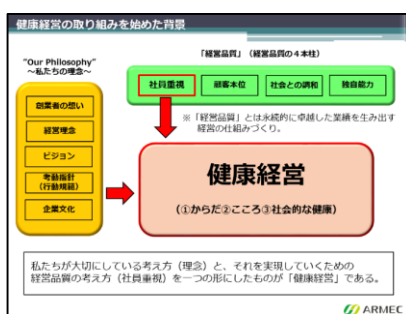 健康経営の取り組みを始めた背景
"Our Philosophy"
～私たちの理念～
創業者の想い
経営理念
ビジョン
考動指針
(行動規範)
企業文化
「経営品質」（経営品質の４本柱）
社員重視
顧客本位
社会との調和
独自能力
※「経営品質」とは永続的に卓越した業績を生み出す
経営の仕組みづくり。
健康経営
(①からだ②こころ③社会的な健康)
私たちが大切にしている考え方（理念）と、それを実現していくための
経営品質の考え方（社員重視）を一つの形にしたものが「健康経営」である。
ARMEC